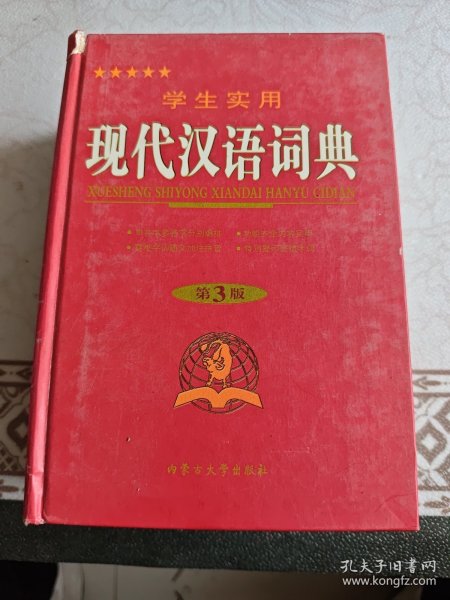 学生实用
现代汉语词典
XUESHENG SHIYONG XIANDAI HANYU CIDIAN
第3版
内蒙古大学出版社
孔夫子旧书网
www.kongfz.com